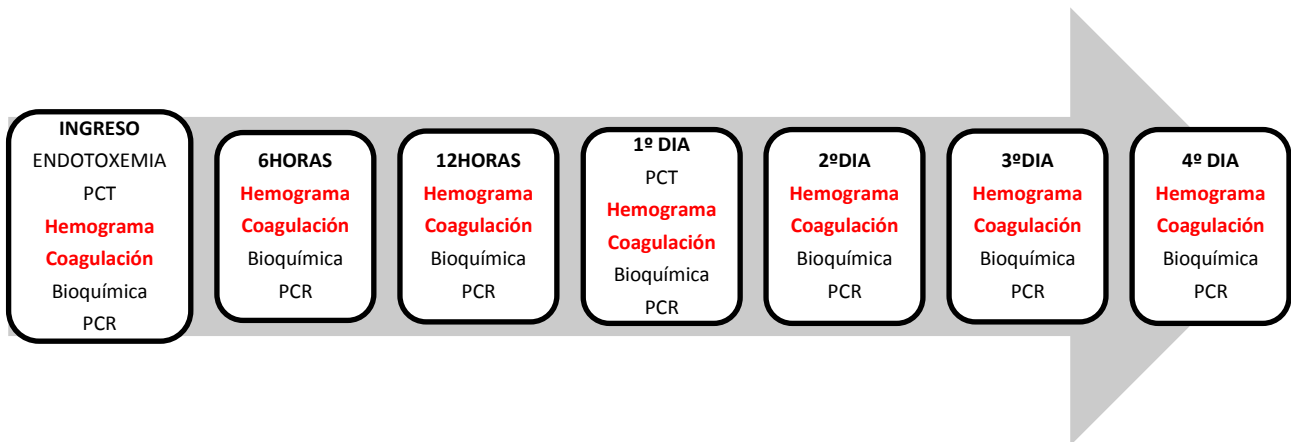 INGRESO
ENDOTOXEMIA
PCT
Hemograma
Coagulación
Bioquímica
PCR
6HORAS
Hemograma
Coagulación
Bioquímica
PCR
12HORAS
Hemograma
Coagulación
Bioquímica
PCR
1º DIA
PCT
Hemograma
Coagulación
Bioquímica
PCR
2ºDIA
Hemograma
Coagulación
Bioquímica
PCR
3ºDIA
Hemograma
Coagulación
Bioquímica
PCR
4º DIA
Hemograma
Coagulación
Bioquímica
PCR